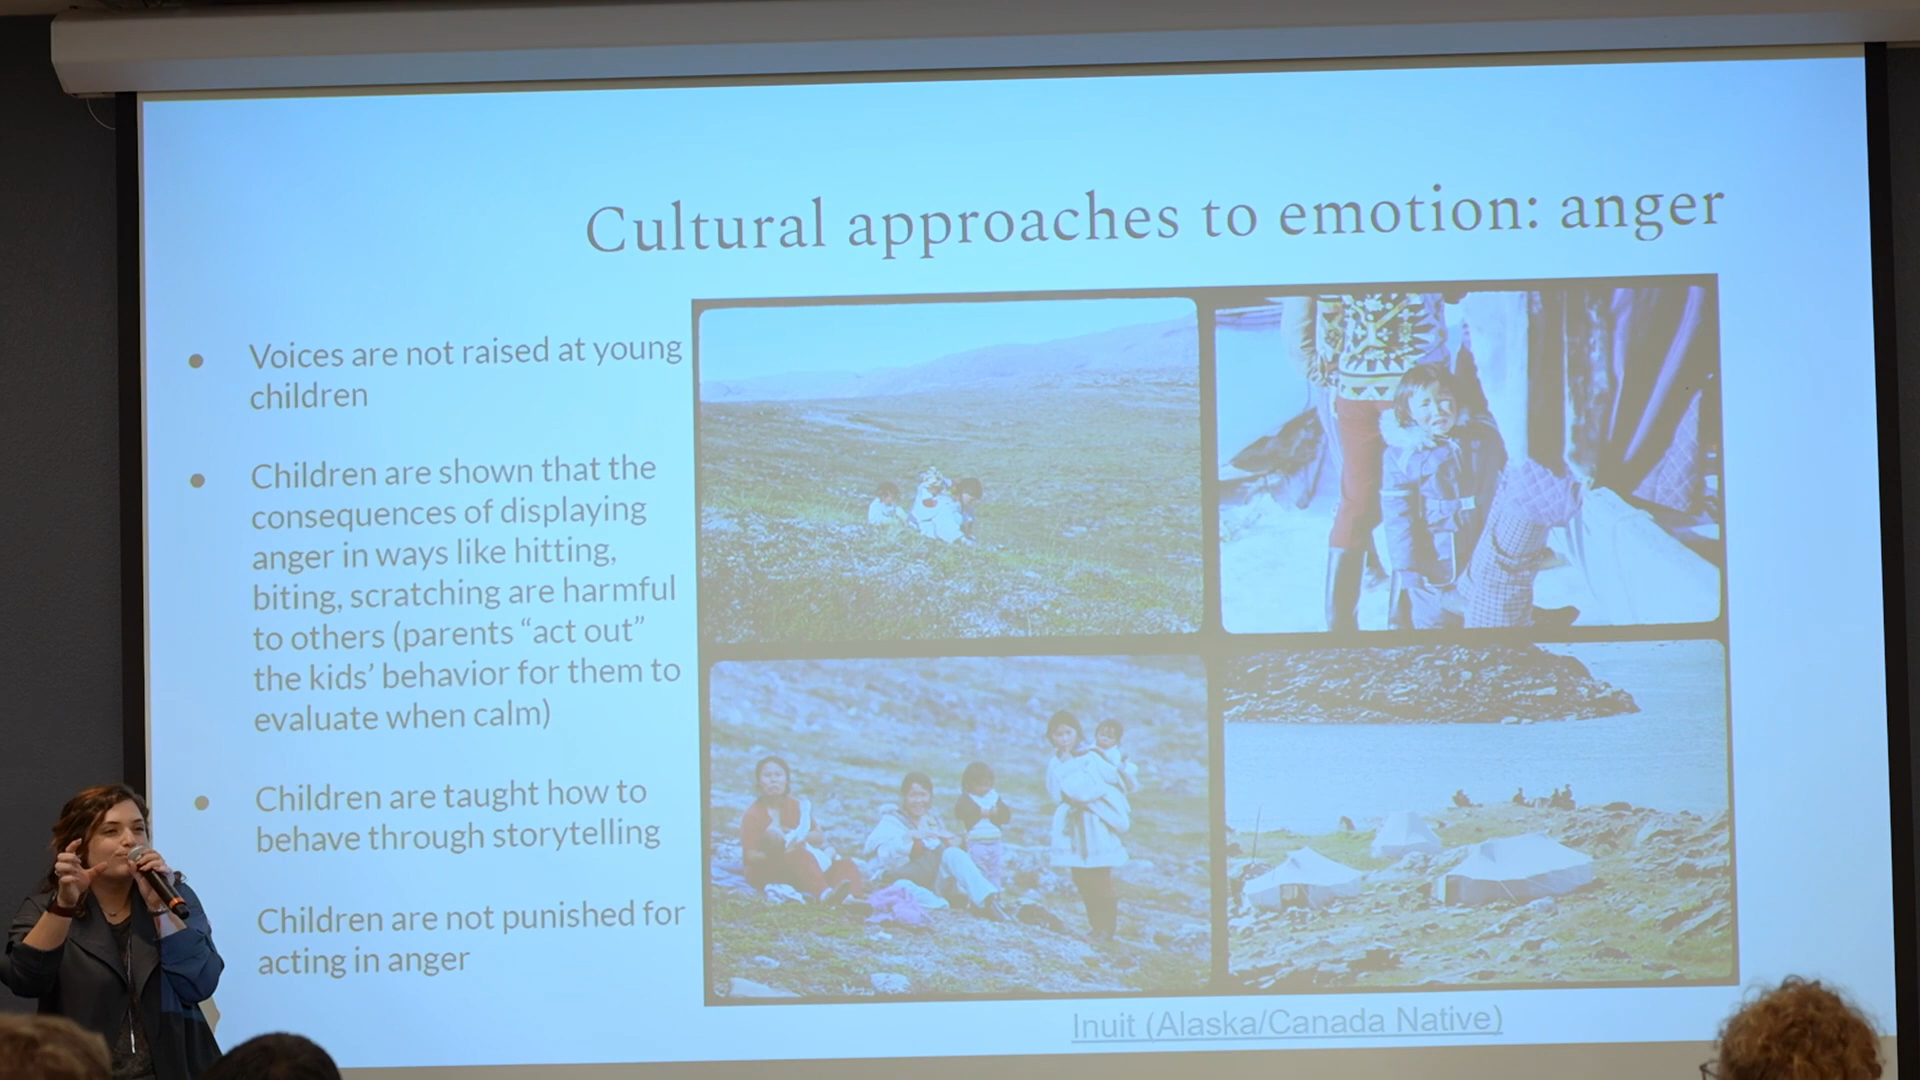 Cultural approaches to emotion: anger
● Voices are not raised at young
children
● Children are shown that the
consequences of displaying
anger in ways like hitting,
biting, scratching are harmful
to others (parents “act out”
the kids’ behavior for them to
evaluate when calm)
● Children are taught how to
behave through storytelling
Children are not punished for
acting in anger
Inuit (Alaska/Canada Native)